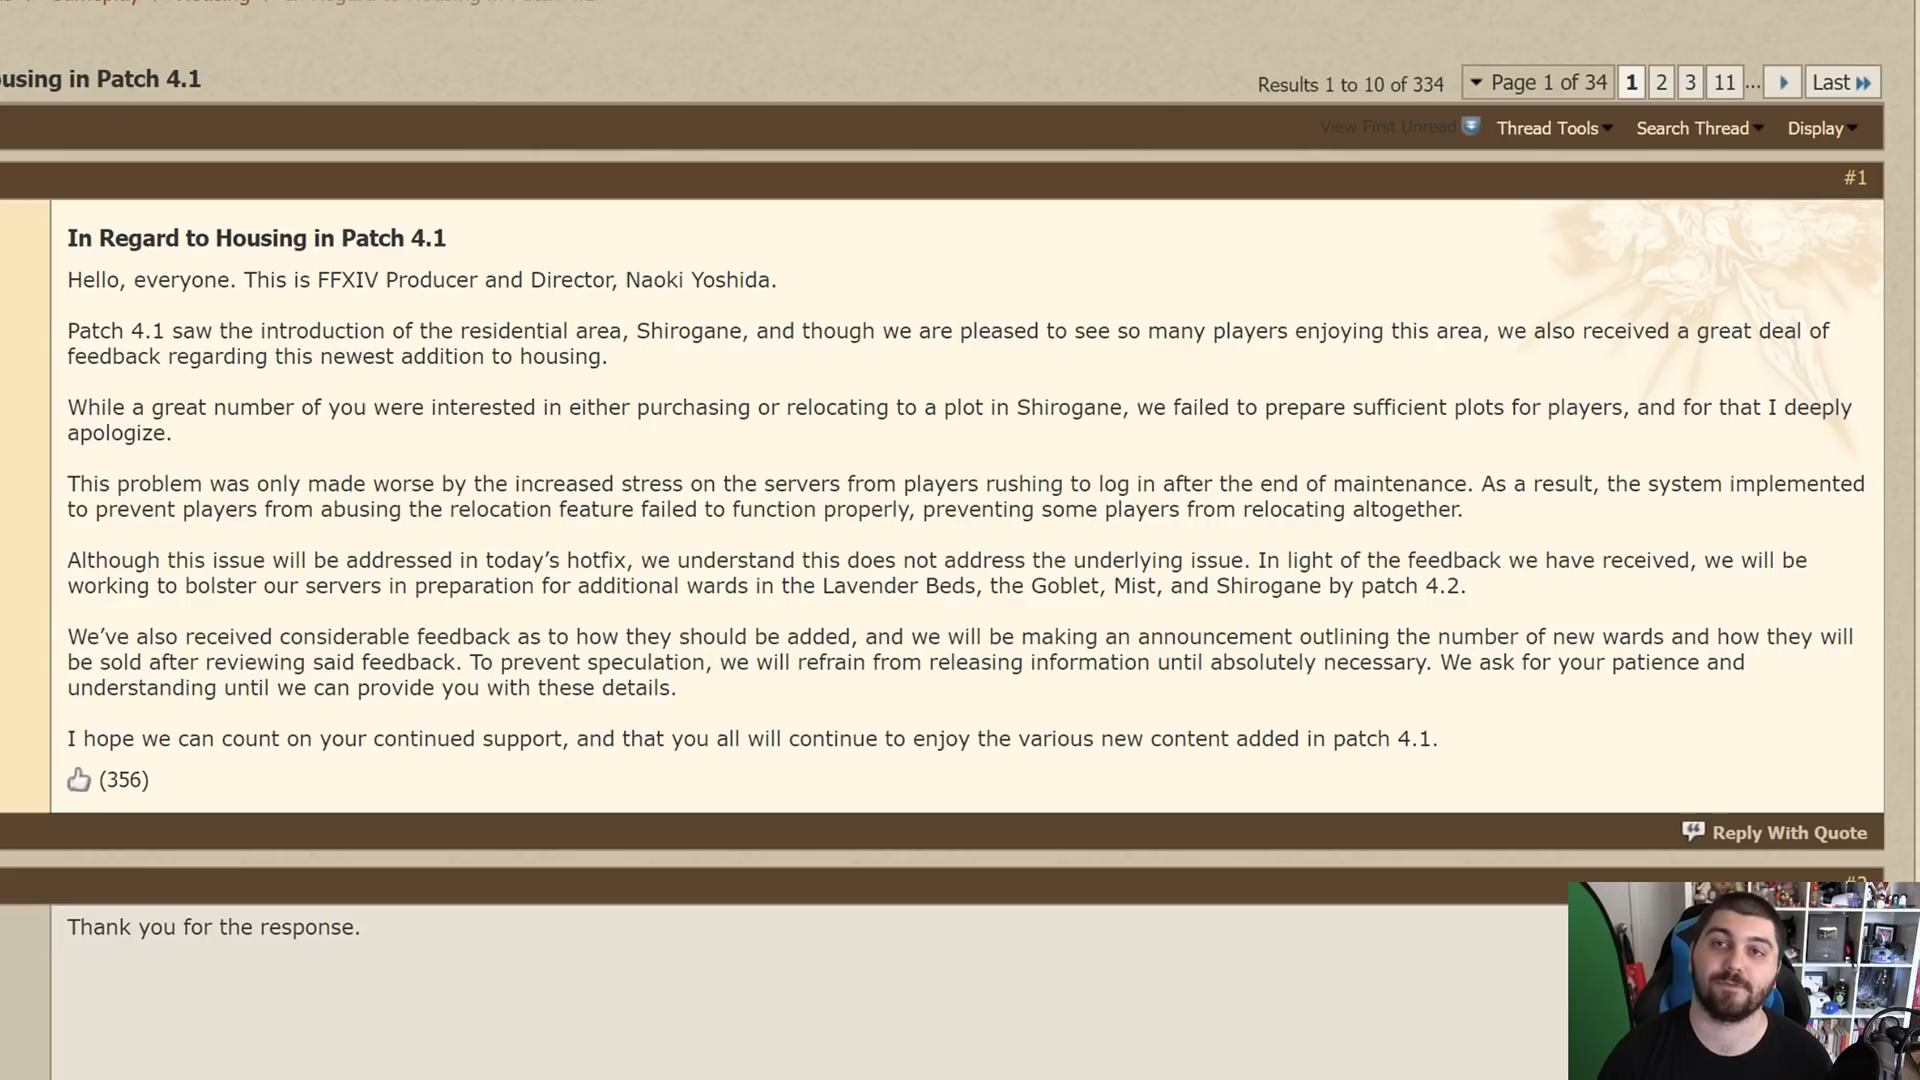 using in Patch 4.1
Results 1 to 10 of 334
Page 1 of 34
1
2
3
11
...
Last
View First Unread
Thread Tools
Search Thread
Display
#1
In Regard to Housing in Patch 4.1
Hello, everyone. This is FFXIV Producer and Director, Naoki Yoshida.
Patch 4.1 saw the introduction of the residential area, Shirogane, and though we are pleased to see so many players enjoying this area, we also received a great deal of
feedback regarding this newest addition to housing.
While a great number of you were interested in either purchasing or relocating to a plot in Shirogane, we failed to prepare sufficient plots for players, and for that I deeply
apologize.
This problem was only made worse by the increased stress on the servers from players rushing to log in after the end of maintenance. As a result, the system implemented
to prevent players from abusing the relocation feature failed to function properly, preventing some players from relocating altogether.
Although this issue will be addressed in today’s hotfix, we understand this does not address the underlying issue. In light of the feedback we have received, we will be
working to bolster our servers in preparation for additional wards in the Lavender Beds, the Goblet, Mist, and Shirogane by patch 4.2.
We’ve also received considerable feedback as to how they should be added, and we will be making an announcement outlining the number of new wards and how they will
be sold after reviewing said feedback. To prevent speculation, we will refrain from releasing information until absolutely necessary. We ask for your patience and
understanding until we can provide you with these details.
I hope we can count on your continued support, and that you all will continue to enjoy the various new content added in patch 4.1.
(356)
Reply With Quote
Thank you for the response.